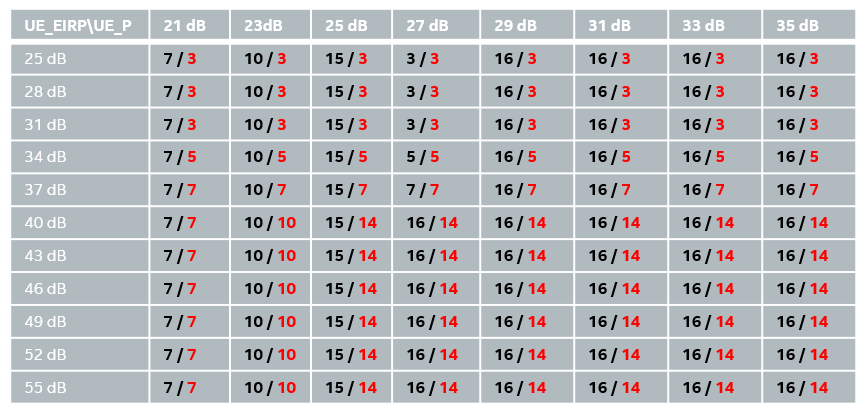 UE_EIRP\UE_P 21 dB 23dB 25 dB 27 dB 29 dB 31 dB 33 dB 35 dB
25 dB 7 / 3 10 / 3 15 / 3 3 / 3 16 / 3 16 / 3 16 / 3 16 / 3
28 dB 7 / 3 10 / 3 15 / 3 3 / 3 16 / 3 16 / 3 16 / 3 16 / 3
31 dB 7 / 3 10 / 3 15 / 3 3 / 3 16 / 3 16 / 3 16 / 3 16 / 3
34 dB 7 / 5 10 / 5 15 / 5 5 / 5 16 / 5 16 / 5 16 / 5 16 / 5
37 dB 7 / 7 10 / 7 15 / 7 7 / 7 16 / 7 16 / 7 16 / 7 16 / 7
40 dB 7 / 7 10 / 10 15 / 14 16 / 14 16 / 14 16 / 14 16 / 14 16 / 14
43 dB 7 / 7 10 / 10 15 / 14 16 / 14 16 / 14 16 / 14 16 / 14 16 / 14
46 dB 7 / 7 10 / 10 15 / 14 16 / 14 16 / 14 16 / 14 16 / 14 16 / 14
49 dB 7 / 7 10 / 10 15 / 14 16 / 14 16 / 14 16 / 14 16 / 14 16 / 14
52 dB 7 / 7 10 / 10 15 / 14 16 / 14 16 / 14 16 / 14 16 / 14 16 / 14
55 dB 7 / 7 10 / 10 15 / 14 16 / 14 16 / 14 16 / 14 16 / 14 16 / 14